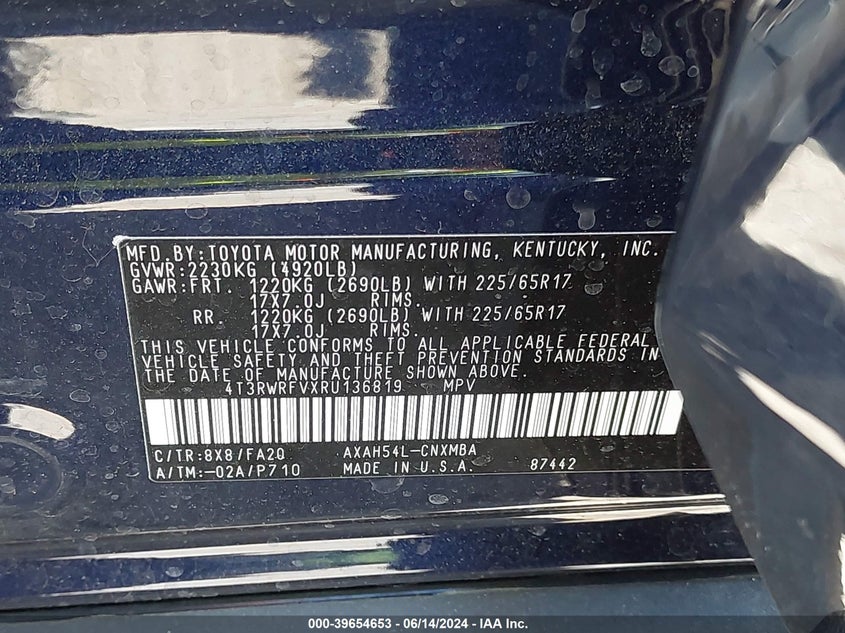 MFD.BY:TOYOTA MOTOR MANUFACTURING, KENTUCKY, INC.
GVWR:2230KG (4920LB)
GAWR:FRT. 1220KG (2690LB) WITH 225/65R17
17X7.0J RIMS.
RR. 1220KG (2690LB) WITH 225/65R17
17X7.0J RIMS.
THIS VEHICLE CONFORMS TO ALL APPLICABLE FEDERAL
VEHICLE SAFETY AND THEFT PREVENTION STANDARDS IN
THE DATE OF MANUFACTURE SHOWN ABOVE.
4T3RWRFVXRU136819 MPV
C/TR:8X8/FA20 AXAH54L-CNXMBA
A/TM:-02A/P710 MADE IN U.S.A. 87442
000-39654653 - 06/14/2024 - IAA Inc.